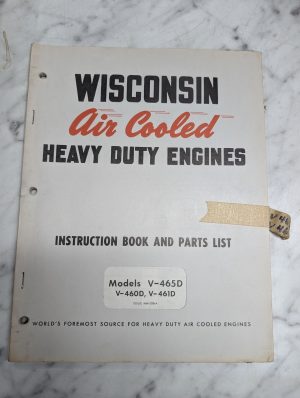 WISCONSIN
Air Cooled
HEAVY DUTY ENGINES
INSTRUCTION BOOK AND PARTS LIST
Models V-465D
V-460D, V-461D
WORLD'S FOREMOST SOURCE FOR HEAVY DUTY AIR COOLED ENGINES